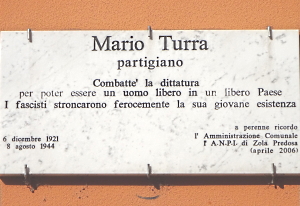 Mario Turra
partigiano
Combatte' la dittatura
per poter essere un uomo libero in un libero Paese
I fascisti stroncarono ferocemente la sua giovane esistenza
6 dicembre 1921
8 agosto 1944
a perenne ricordo
l' Amministrazione Comunale
l' A.N.P.I. di Zola Predosa
(aprile 2006)